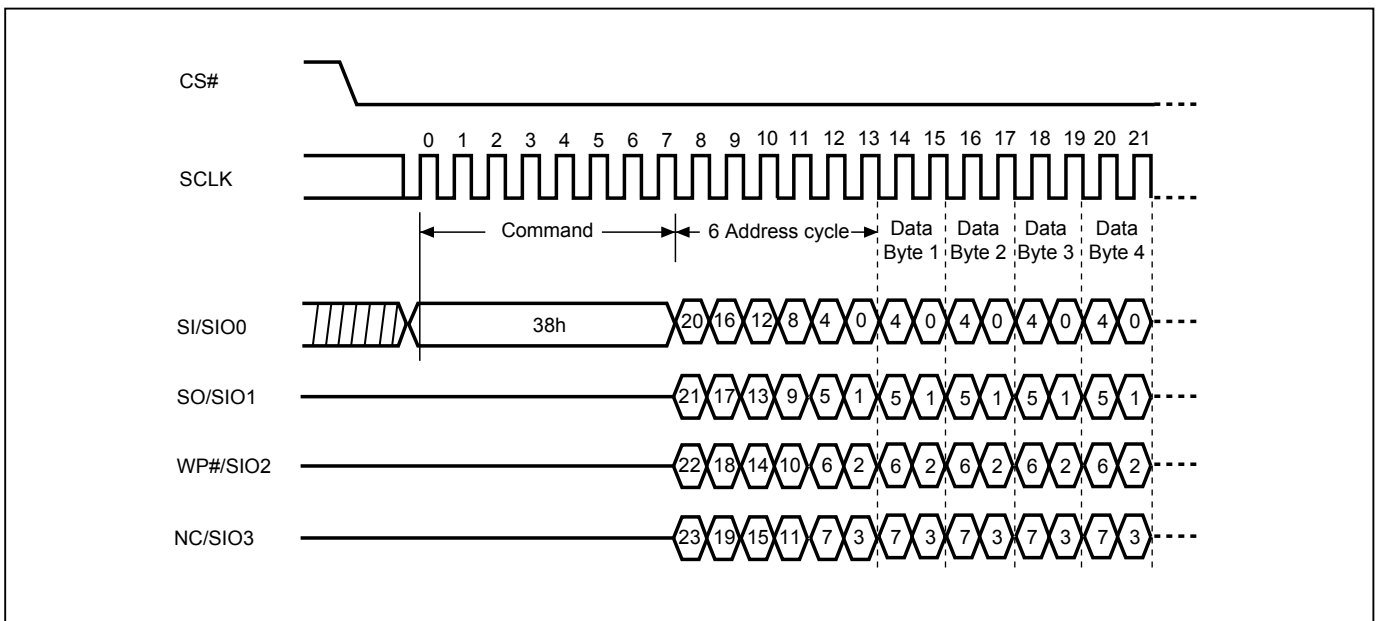 CS#
0 1 2 3 4 5 6 7 8 9 10 11 12 13 14 15 16 17 18 19 20 21
SCLK
Command 6 Address cycle Data Byte 1 Data Byte 2 Data Byte 3 Data Byte 4
SI/SIO0 38h 20 16 12 8 4 0 4 0 4 0 4 0 4 0
SO/SIO1 21 17 13 9 5 1 5 1 5 1 5 1 5 1
WP#/SIO2 22 18 14 10 6 2 6 2 6 2 6 2 6 2
NC/SIO3 23 19 15 11 7 3 7 3 7 3 7 3 7 3